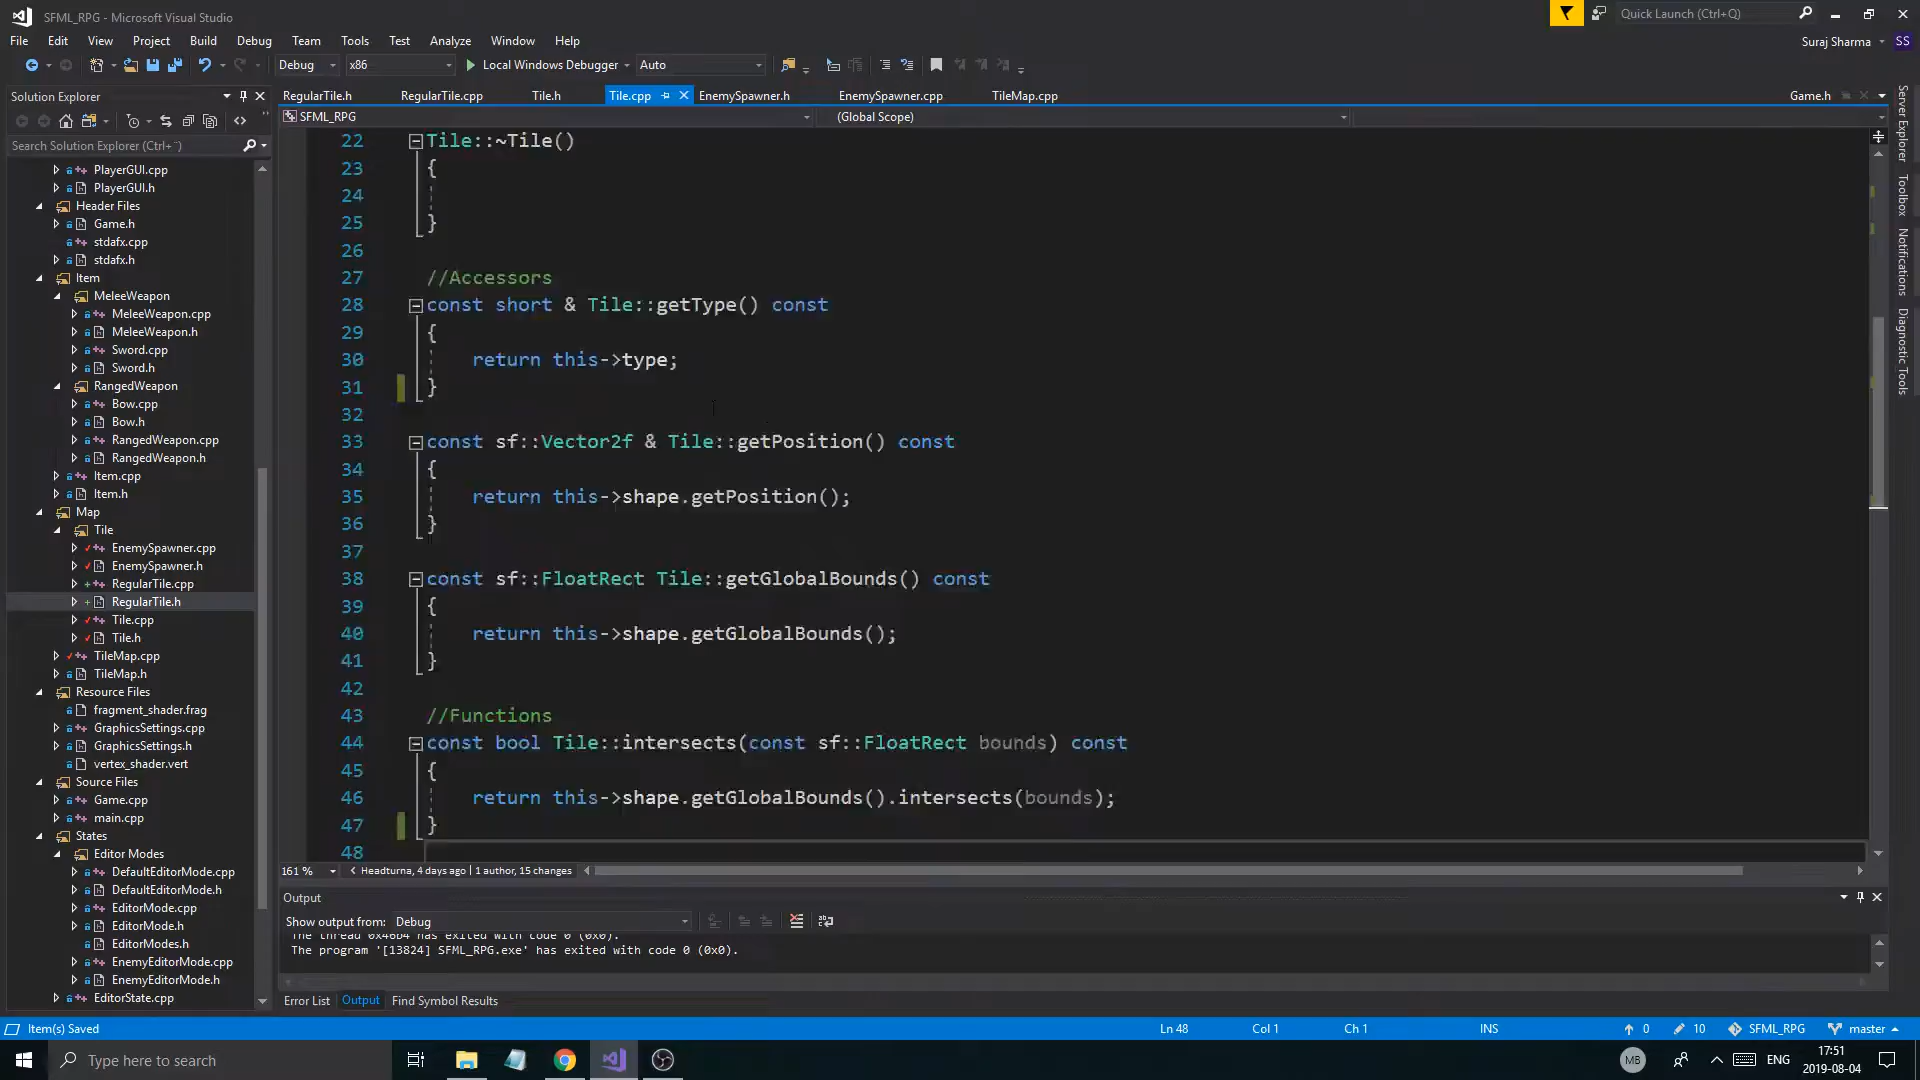 SFML_RPG - Microsoft Visual Studio
Quick Launch (Ctrl+Q)
File Edit View Project Build Debug Team Tools Test Analyze Window Help
Suraj Sharma SS
Debug x86 Local Windows Debugger Auto
Solution Explorer
RegularTile.h RegularTile.cpp Tile.h Tile.cpp EnemySpawner.h EnemySpawner.cpp TileMap.cpp Game.h
SFML_RPG (Global Scope)
Search Solution Explorer (Ctrl+¨)
PlayerGUI.cpp
PlayerGUI.h
Header Files
Game.h
stdafx.cpp
stdafx.h
Item
MeleeWeapon
MeleeWeapon.cpp
MeleeWeapon.h
Sword.cpp
Sword.h
RangedWeapon
Bow.cpp
Bow.h
RangedWeapon.cpp
RangedWeapon.h
Item.cpp
Item.h
Map
Tile
EnemySpawner.cpp
EnemySpawner.h
RegularTile.cpp
RegularTile.h
Tile.cpp
Tile.h
TileMap.cpp
TileMap.h
Resource Files
fragment_shader.frag
GraphicsSettings.cpp
GraphicsSettings.h
vertex_shader.vert
Source Files
Game.cpp
main.cpp
States
Editor Modes
DefaultEditorMode.cpp
DefaultEditorMode.h
EditorMode.cpp
EditorMode.h
EditorModes.h
EnemyEditorMode.cpp
EnemyEditorMode.h
EditorState.cpp
22 Tile::~Tile()
23 {
24
25 }
26
27 //Accessors
28 const short & Tile::getType() const
29 {
30 return this->type;
31 }
32
33 const sf::Vector2f & Tile::getPosition() const
34 {
35 return this->shape.getPosition();
36 }
37
38 const sf::FloatRect Tile::getGlobalBounds() const
39 {
40 return this->shape.getGlobalBounds();
41 }
42
43 //Functions
44 const bool Tile::intersects(const sf::FloatRect bounds) const
45 {
46 return this->shape.getGlobalBounds().intersects(bounds);
47 }
48
Server Explorer
Toolbox
Notifications
Diagnostic Tools
161 % Headturna, 4 days ago | 1 author, 15 changes
Output
Show output from: Debug
The thread 0x46b4 has exited with code 0 (0x0).
The program '[13824] SFML_RPG.exe' has exited with code 0 (0x0).
Error List Output Find Symbol Results
Item(s) Saved Ln 48 Col 1 Ch 1 INS 0 10 SFML_RPG master
Type here to search
MB ENG 17:51
2019-08-04